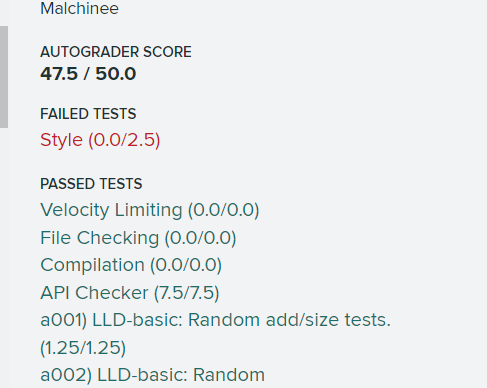 Malchinee
AUTOGRADER SCORE
47.5 / 50.0
FAILED TESTS
Style (0.0/2.5)
PASSED TESTS
Velocity Limiting (0.0/0.0)
File Checking (0.0/0.0)
Compilation (0.0/0.0)
API Checker (7.5/7.5)
a001) LLD-basic: Random add/size tests.
(1.25/1.25)
a002) LLD-basic: Random